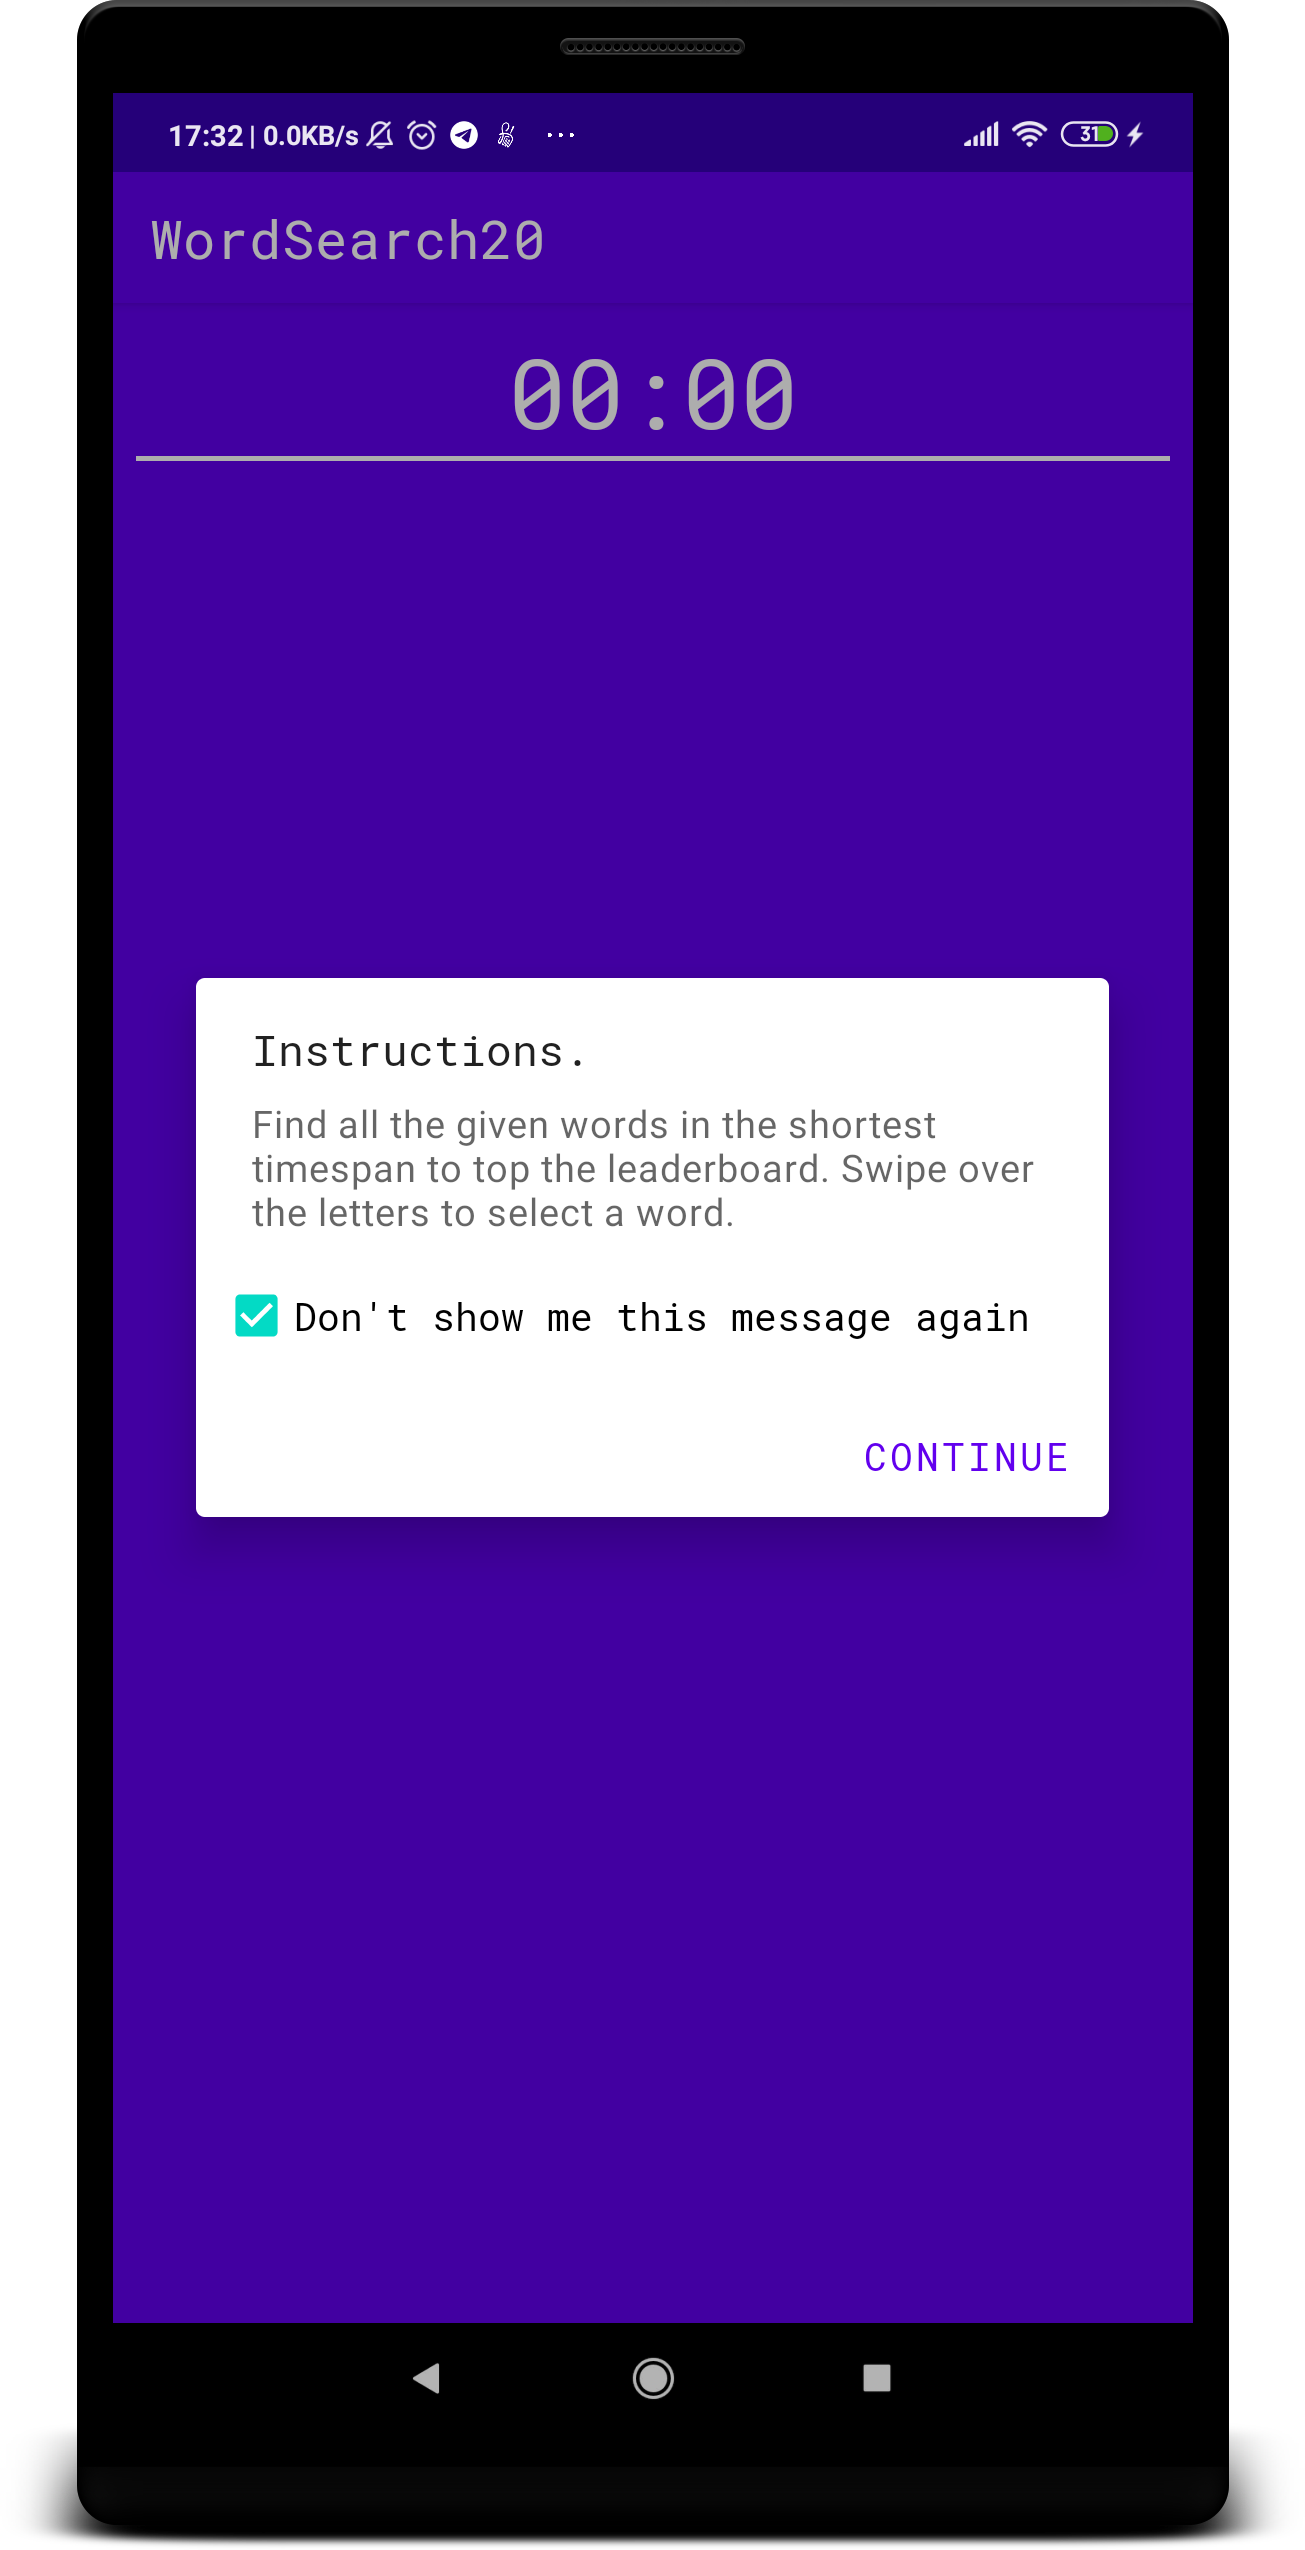 17:32 | 0.0KB/s ... 31
WordSearch20
00:00
Instructions.
Find all the given words in the shortest
timespan to top the leaderboard. Swipe over
the letters to select a word.
Don't show me this message again
CONTINUE